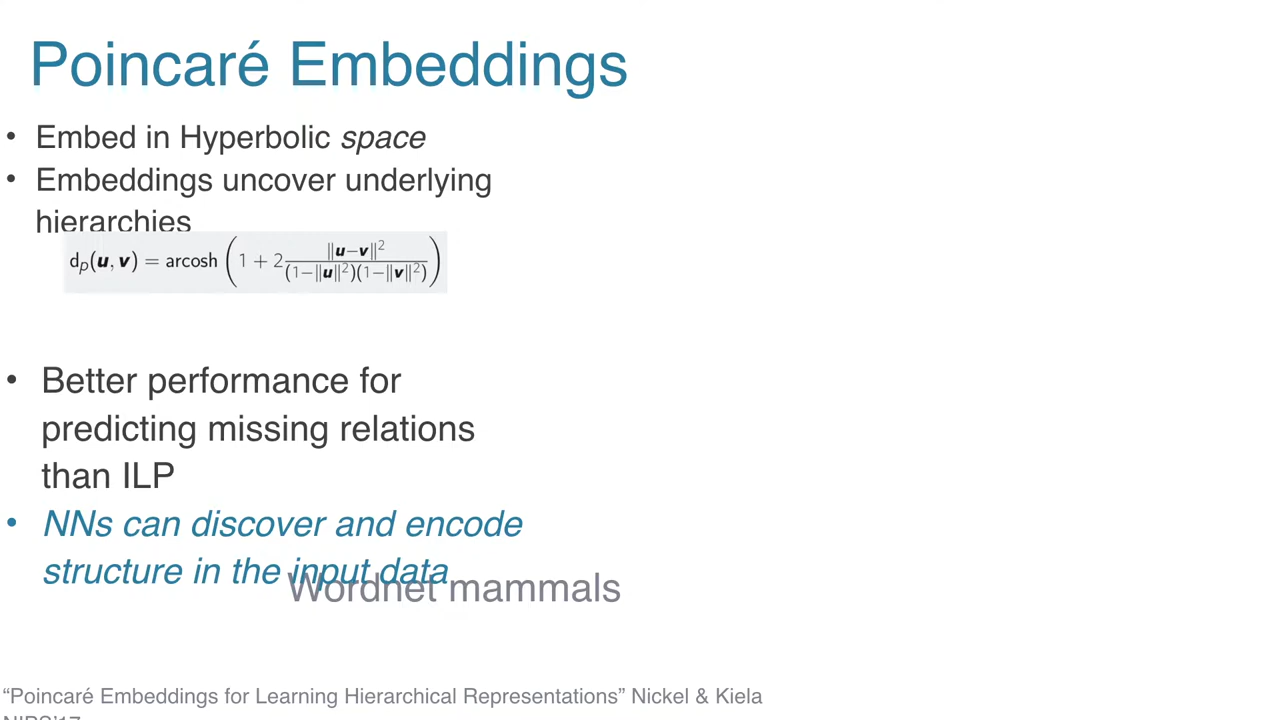 Poincaré Embeddings
• Embed in Hyperbolic space
• Embeddings uncover underlying
hierarchies
d_p(u, v) = arcosh ( 1 + 2 ‖u−v‖² / (1−‖u‖²)(1−‖v‖²) )
• Better performance for
predicting missing relations
than ILP
• NNs can discover and encode
structure in the input data
Wordnet mammals
“Poincaré Embeddings for Learning Hierarchical Representations” Nickel & Kiela
NIPS'17